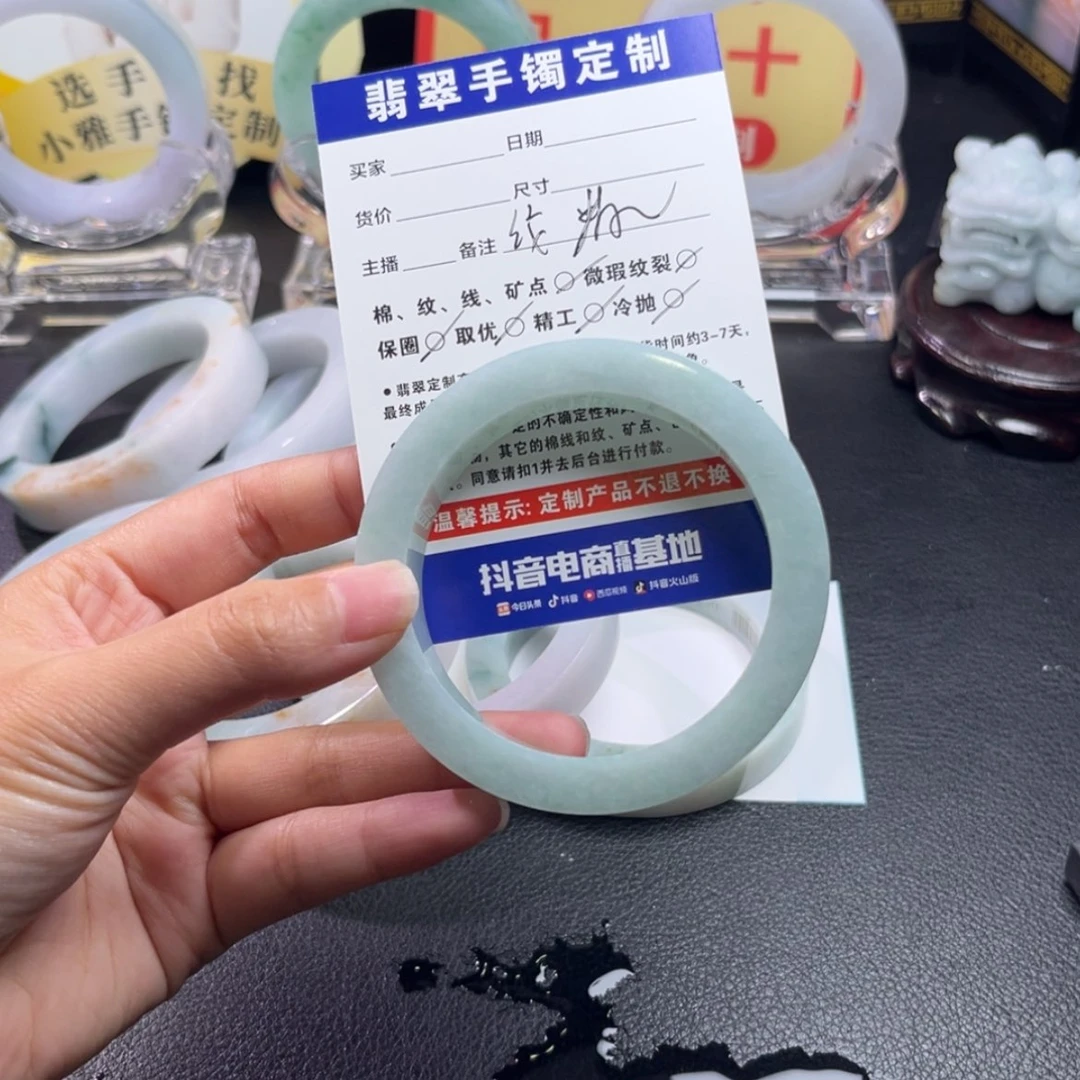 选手 找
小雅手 定制
翡翠手镯定制
买家 日期
货价 尺寸
主播 备注
棉、纹、线、矿点 微瑕纹裂
保圈 取优 精工 冷抛
时间约3-7天,
●翡翠定制
最终成
定的不确定性和
其它的棉线和纹、矿点、
。同意请扣1并去后台进行付款。
温馨提示:定制产品不退不换
抖音电商直播基地
今日头条 抖音 西瓜视频 抖音火山版